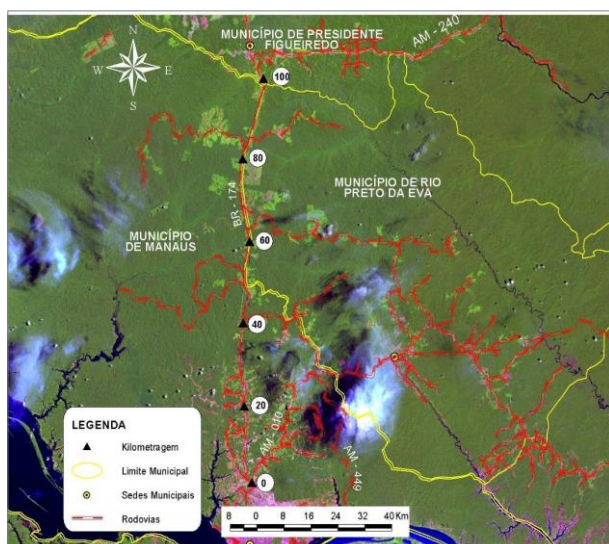 MUNICÍPIO DE PRESIDENTE
FIGUEIREDO
AM - 240
N
W E
S
100
80
BR - 174
MUNICÍPIO DE RIO
PRETO DA EVA
MUNICÍPIO
DE MANAUS
60
40
20
AM - 010
AM - 449
0
LEGENDA
Kilometragem
Limite Municipal
Sedes Municipais
Rodovias
8 0 8 16 24 32 40 Km